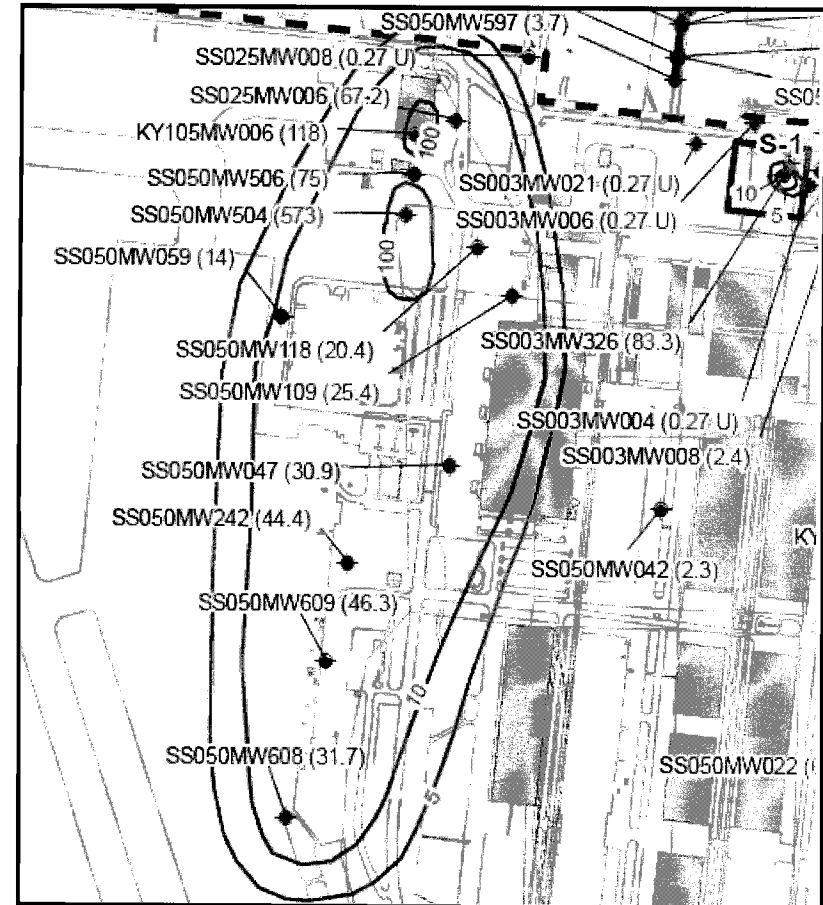 SS050MW597 (3.7)
SS025MW008 (0.27 U)
SS025MW006 (67.2)
SS05
KY105MW006 (118)
100
S-1
SS050MW506 (75)
SS003MW021 (0.27 U)
10
SS050MW504 (573)
SS003MW006 (0.27 U)
5
SS050MW059 (14)
100
SS050MW118 (20.4)
SS003MW326 (83.3)
SS050MW109 (25.4)
SS003MW004 (0.27 U)
SS003MW008 (2.4)
SS050MW047 (30.9)
SS050MW242 (44.4)
KY
SS050MW042 (2.3)
SS050MW609 (46.3)
10
SS050MW608 (31.7)
SS050MW022 (
5